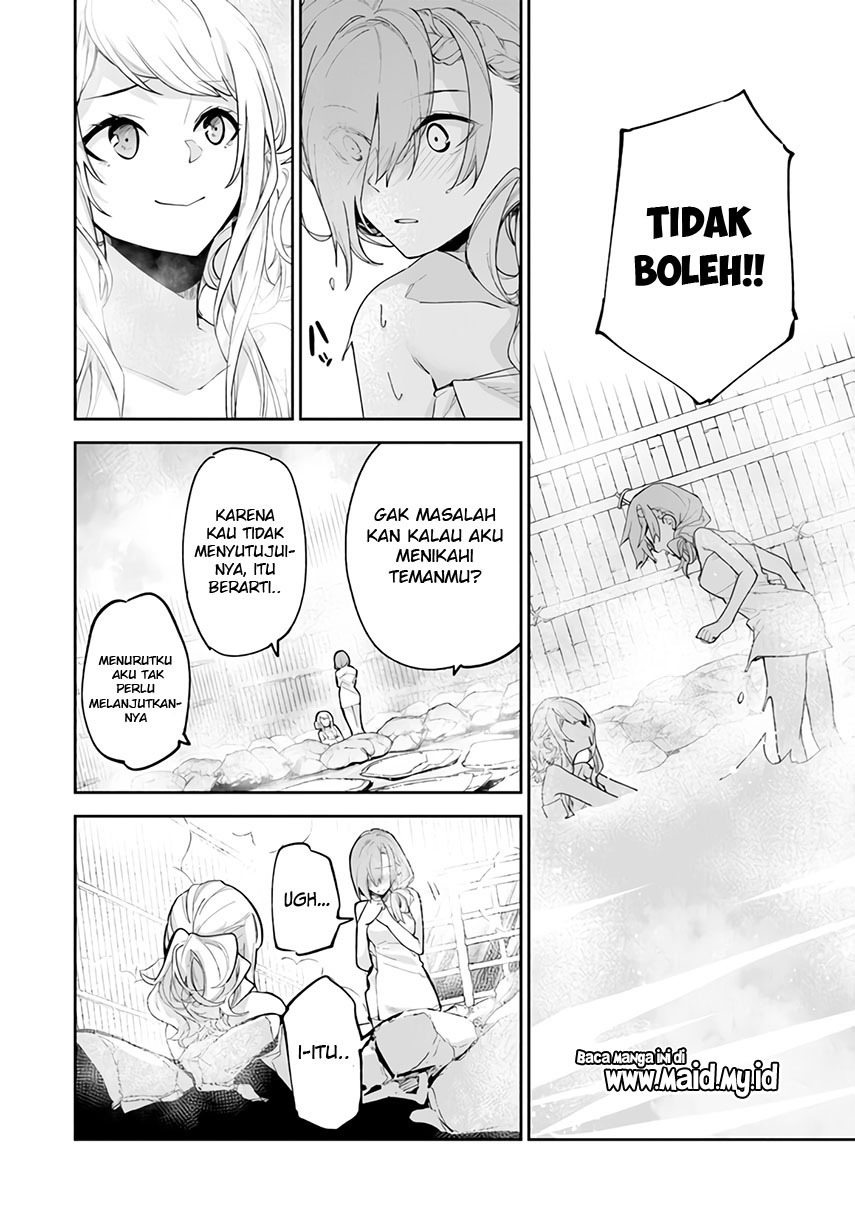 TIDAK
BOLEH!!
GAK MASALAH
KAN KALAU AKU
MENIKAHI
TEMANMU?
KARENA
KAU TIDAK
MENYUTUJUI-
NYA, ITU
BERARTI..
MENURUTKU
AKU TAK
PERLU
MELANJUTKAN-
NYA
UGH...
I-ITU..
Baca Manga ini di
www.Maid.My.id